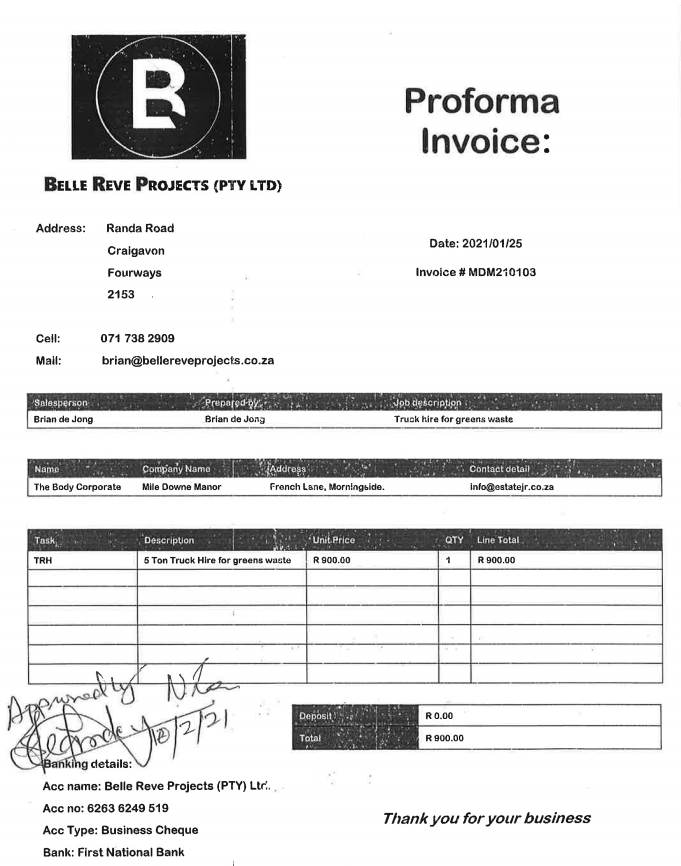 B
Proforma
Invoice:
BELLE REVE PROJECTS (PTY LTD)
Address: Randa Road
Craigavon
Fourways
2153
Date: 2021/01/25
Invoice # MDM210103
Cell: 071 738 2909
Mail: brian@bellereveprojects.co.za
Salesperson Prepared by Job description
Brian de Jong Brian de Jong Truck hire for greens waste
Name Company Name Address Contact detail
The Body Corporate Mile Downe Manor French Lane, Morningside. info@estatejr.co.za
Task Description Unit Price QTY Line Total
TRH 5 Ton Truck Hire for greens waste R 900.00 1 R 900.00
Approved by
12/2/21
Deposit R 0.00
Total R 900.00
Banking details:
Acc name: Belle Reve Projects (PTY) Ltd.
Acc no: 6263 6249 519
Acc Type: Business Cheque
Bank: First National Bank
Thank you for your business